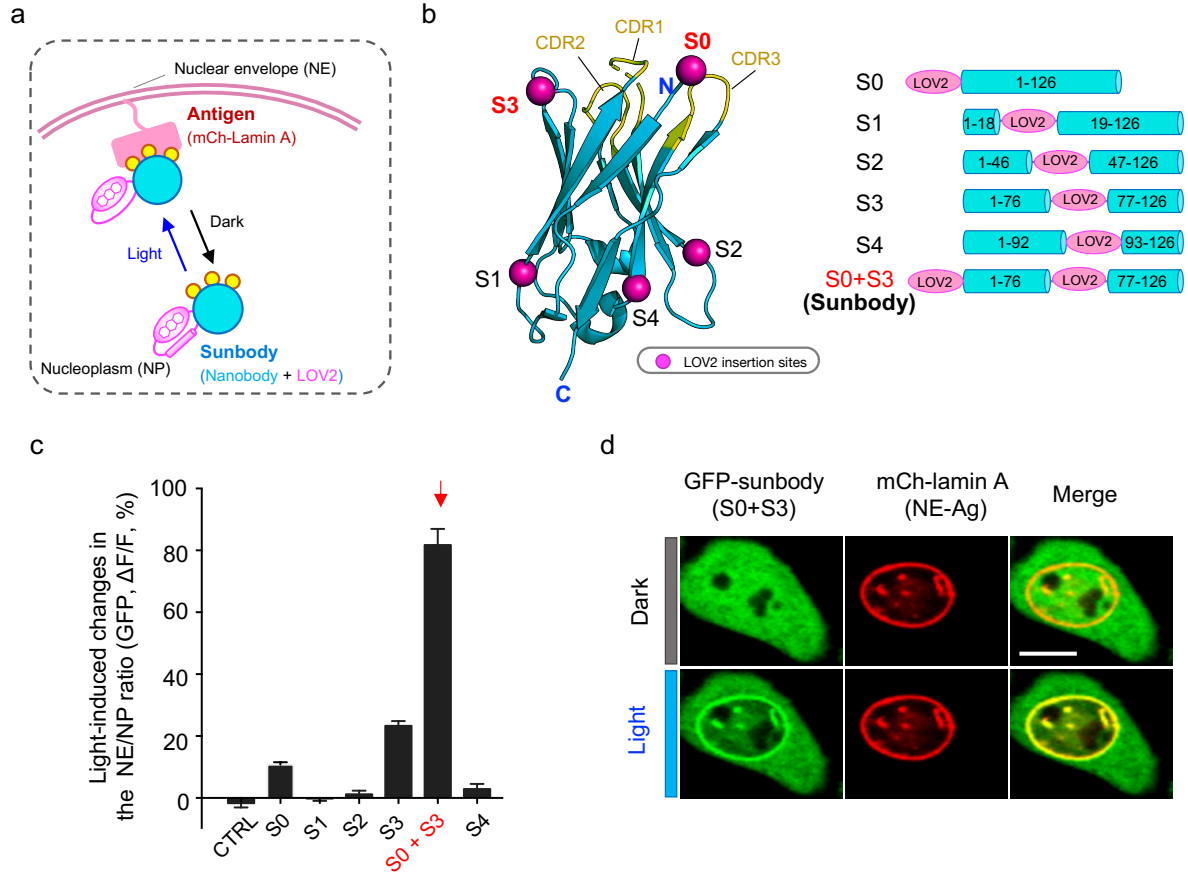 a
Nuclear envelope (NE)
Antigen
(mCh-Lamin A)
Dark
Light
Sunbody
Nucleoplasm (NP)
(Nanobody + LOV2)
b
CDR1
S0
CDR2
CDR3
N
S3
S2
S1
S4
LOV2 insertion sites
C
S0
LOV2
1-126
S1
1-18
LOV2
19-126
S2
1-46
LOV2
47-126
S3
1-76
LOV2
77-126
S4
1-92
LOV2
93-126
S0+S3
(Sunbody)
LOV2
1-76
LOV2
77-126
c
Light-induced changes in
the NE/NP ratio (GFP, ΔF/F, %)
100
80
60
40
20
0
CTRL
S0
S1
S2
S3
S0 + S3
S4
d
GFP-sunbody
(S0+S3)
mCh-lamin A
(NE-Ag)
Merge
Dark
Light